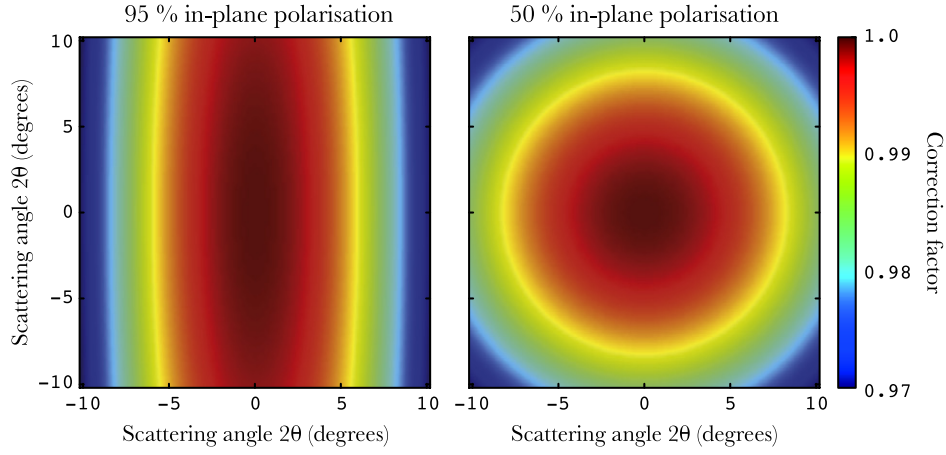 95 % in-plane polarisation
50 % in-plane polarisation
10
5
0
−5
−10
Scattering angle 2θ (degrees)
−10 −5 0 5 10
Scattering angle 2θ (degrees)
−10 −5 0 5 10
Scattering angle 2θ (degrees)
1.0
0.99
0.98
0.97
Correction factor